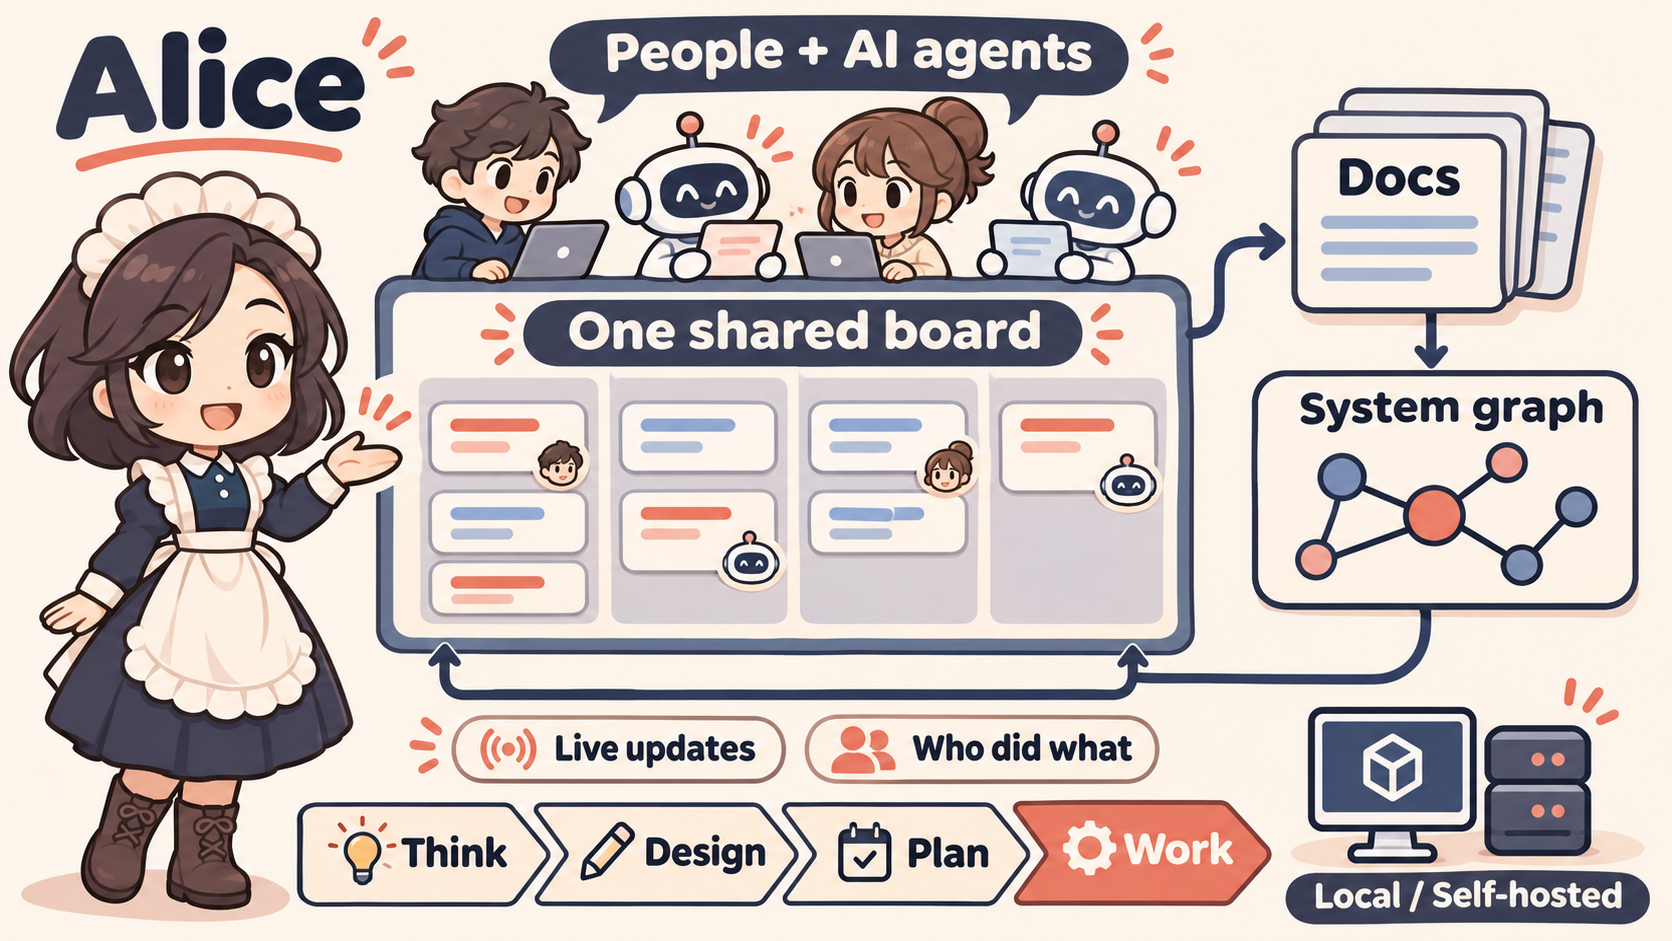 Alice
People + AI agents
One shared board
Docs
System graph
Live updates
Who did what
Think
Design
Plan
Work
Local / Self-hosted